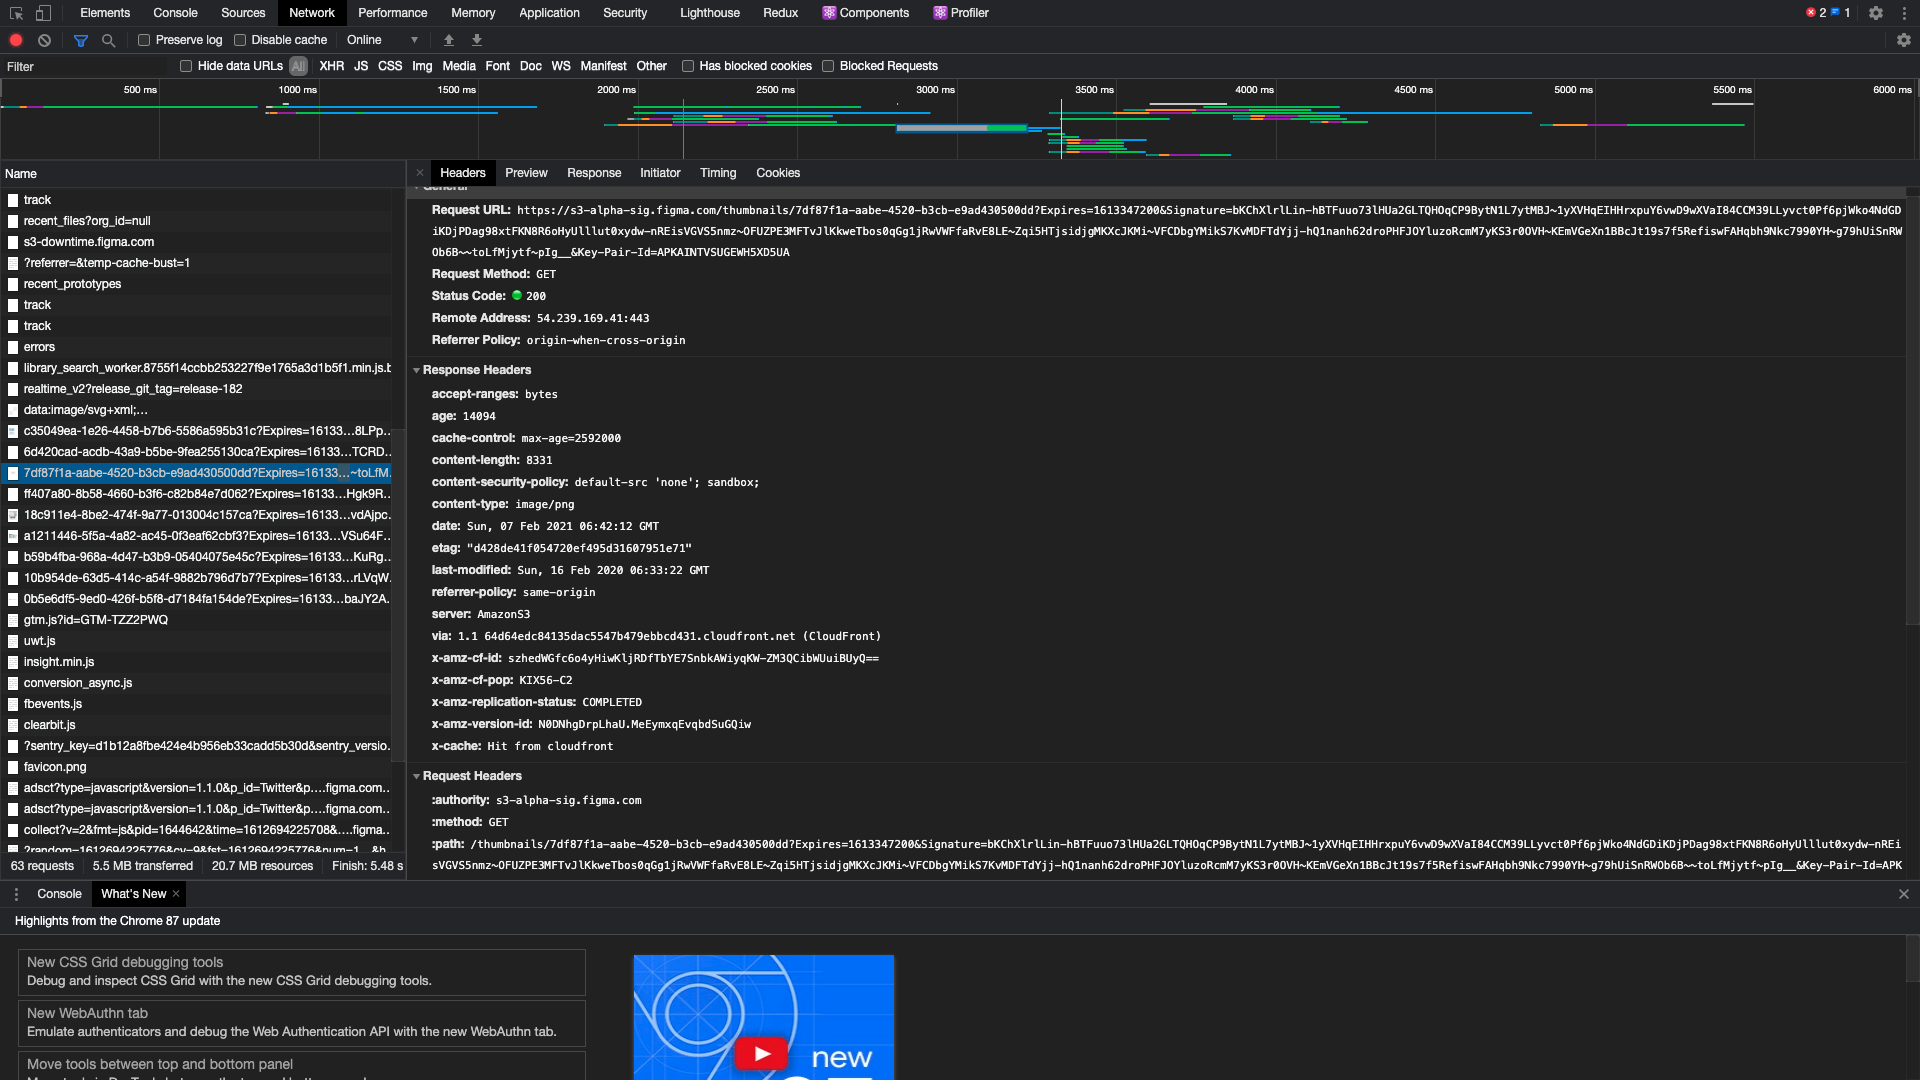 Elements Console Sources Network Performance Memory Application Security Lighthouse Redux Components Profiler 2 1
Preserve log Disable cache Online
Filter Hide data URLs All XHR JS CSS Img Media Font Doc WS Manifest Other Has blocked cookies Blocked Requests
500 ms 1000 ms 1500 ms 2000 ms 2500 ms 3000 ms 3500 ms 4000 ms 4500 ms 5000 ms 5500 ms 6000 ms
Name
track
recent_files?org_id=null
s3-downtime.figma.com
?referrer=&temp-cache-bust=1
recent_prototypes
track
track
errors
library_search_worker.8755f14ccbb253227f9e1765a3d1b5f1.min.js.b
realtime_v2?release_git_tag=release-182
data:image/svg+xml;...
c35049ea-1e26-4458-b7b6-5586a595b31c?Expires=16133...8LPp...
6d420cad-acdb-43a9-b5be-9fea255130ca?Expires=16133...TCRD...
7df87f1a-aabe-4520-b3cb-e9ad430500dd?Expires=16133...~toLfM...
ff407a80-8b58-4660-b3f6-c82b84e7d062?Expires=16133...Hgk9R...
18c911e4-8be2-474f-9a77-013004c157ca?Expires=16133...vdAjpc...
a1211446-5f5a-4a82-ac45-0f3eaf62cbf3?Expires=16133...VSu64F...
b59b4fba-968a-4d47-b3b9-05404075e45c?Expires=16133...KuRg...
10b954de-63d5-414c-a54f-9882b796d7b7?Expires=16133...rLVqW...
0b5e6df5-9ed0-426f-b5f8-d7184fa154de?Expires=16133...baJY2A...
gtm.js?id=GTM-TZZ2PWQ
uwt.js
insight.min.js
conversion_async.js
fbevents.js
clearbit.js
?sentry_key=d1b12a8fbe424e4b956eb33cadd5b30d&sentry_versio...
favicon.png
adsct?type=javascript&version=1.1.0&p_id=Twitter&p....figma.com...
adsct?type=javascript&version=1.1.0&p_id=Twitter&p....figma.com...
collect?v=2&fmt=js&pid=1644642&time=1612694225708&....figma...
?random=1612694225776&cv=9&fst=1612694225776&num=1...&h
63 requests 5.5 MB transferred 20.7 MB resources Finish: 5.48 s
Headers Preview Response Initiator Timing Cookies
General
Request URL: https://s3-alpha-sig.figma.com/thumbnails/7df87f1a-aabe-4520-b3cb-e9ad430500dd?Expires=1613347200&Signature=bKChXlrlLin-hBTFuuo73lHUa2GLTQHOqCP9BytN1L7ytMBJ~1yXVHqEIHHrxpuY6vwD9wXVaI84CCM39LLyvct0Pf6pjWko4NdGD
iKDjPDag98xtFKN8R6oHyUlllut0xydw-nREisVGVS5nmz~OFUZPE3MFTvJlKkweTbos0qGg1jRwVWFfaRvE8LE~Zqi5HTjsidjgMKXcJKMi~VFCDbgYMikS7KvMDFTdYjj-hQ1nanh62droPHFJOYluzoRcmM7yKS3r0OVH~KEmVGeXn1BBcJt19s7f5RefiswFAHqbh9Nkc7990YH~g79hUiSnRW
Ob6B~~toLfMjytf~pIg__&Key-Pair-Id=APKAINTVSUGEWH5XD5UA
Request Method: GET
Status Code: 200
Remote Address: 54.239.169.41:443
Referrer Policy: origin-when-cross-origin
Response Headers
accept-ranges: bytes
age: 14094
cache-control: max-age=2592000
content-length: 8331
content-security-policy: default-src 'none'; sandbox;
content-type: image/png
date: Sun, 07 Feb 2021 06:42:12 GMT
etag: "d428de41f054720ef495d31607951e71"
last-modified: Sun, 16 Feb 2020 06:33:22 GMT
referrer-policy: same-origin
server: AmazonS3
via: 1.1 64d64edc84135dac5547b479ebbcd431.cloudfront.net (CloudFront)
x-amz-cf-id: szhedWGfc6o4yHiwKljRDfTbYE7SnbkAWiyqKW-ZM3QCibWUuiBUyQ==
x-amz-cf-pop: KIX56-C2
x-amz-replication-status: COMPLETED
x-amz-version-id: N0DNhgDrpLhaU.MeEymxqEvqbdSuGQiw
x-cache: Hit from cloudfront
Request Headers
:authority: s3-alpha-sig.figma.com
:method: GET
:path: /thumbnails/7df87f1a-aabe-4520-b3cb-e9ad430500dd?Expires=1613347200&Signature=bKChXlrlLin-hBTFuuo73lHUa2GLTQHOqCP9BytN1L7ytMBJ~1yXVHqEIHHrxpuY6vwD9wXVaI84CCM39LLyvct0Pf6pjWko4NdGDiKDjPDag98xtFKN8R6oHyUlllut0xydw-nREi
sVGVS5nmz~OFUZPE3MFTvJlKkweTbos0qGg1jRwVWFfaRvE8LE~Zqi5HTjsidjgMKXcJKMi~VFCDbgYMikS7KvMDFTdYjj-hQ1nanh62droPHFJOYluzoRcmM7yKS3r0OVH~KEmVGeXn1BBcJt19s7f5RefiswFAHqbh9Nkc7990YH~g79hUiSnRWOb6B~~toLfMjytf~pIg__&Key-Pair-Id=APK
Console What's New
Highlights from the Chrome 87 update
New CSS Grid debugging tools
Debug and inspect CSS Grid with the new CSS Grid debugging tools.
New WebAuthn tab
Emulate authenticators and debug the Web Authentication API with the new WebAuthn tab.
Move tools between top and bottom panel
new